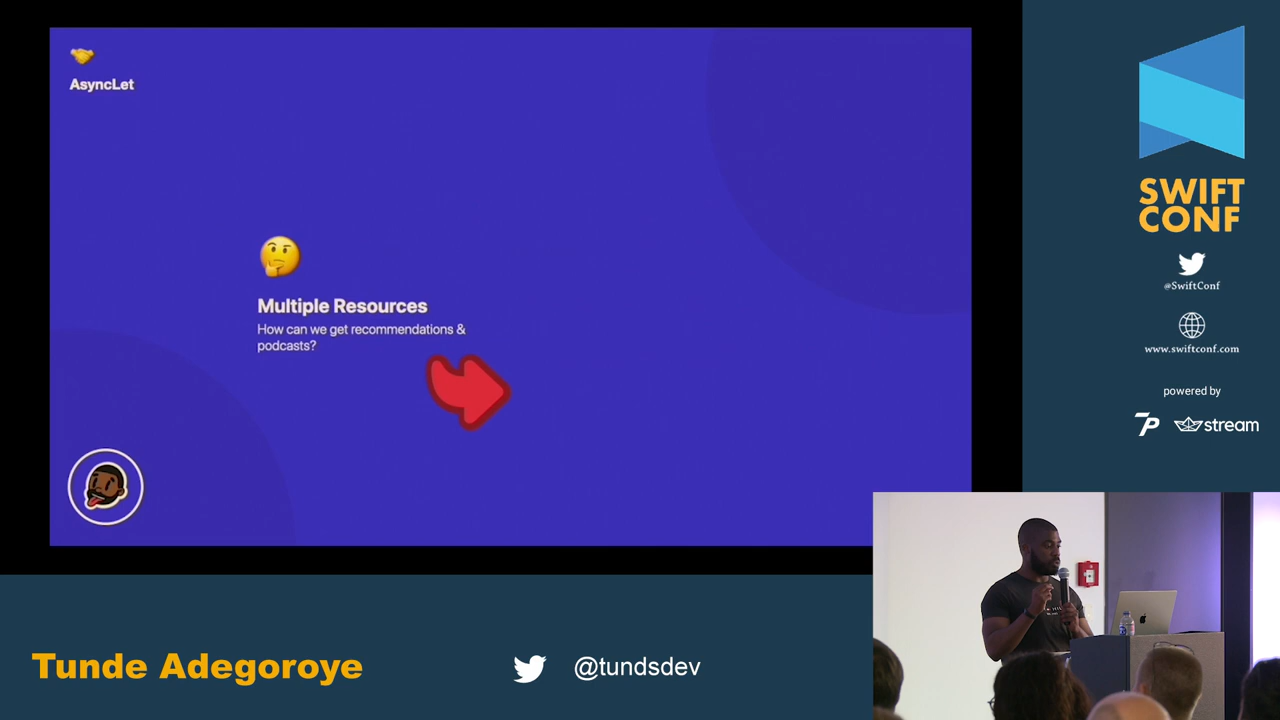 AsyncLet
Multiple Resources
How can we get recommendations &
podcasts?
SWIFT
CONF
@SwiftConf
www.swiftconf.com
powered by
7P
stream
Tunde Adegoroye
@tundsdev